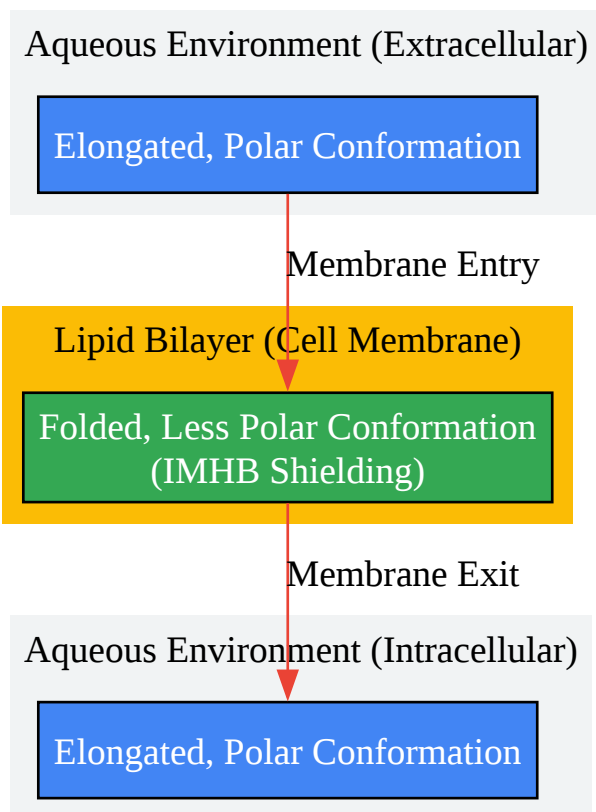 Aqueous Environment (Extracellular)
Elongated, Polar Conformation
Membrane Entry
Lipid Bilayer (Cell Membrane)
Folded, Less Polar Conformation
(IMHB Shielding)
Membrane Exit
Aqueous Environment (Intracellular)
Elongated, Polar Conformation